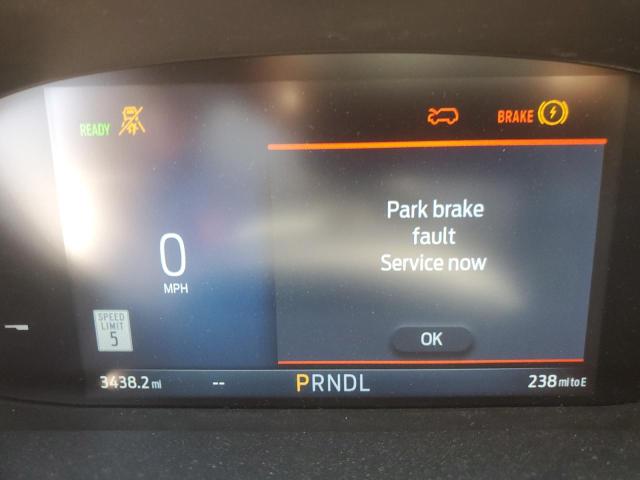 READY
BRAKE
Park brake
fault
Service now
0
MPH
SPEED
LIMIT
5
OK
3438.2 mi
--
PRNDL
238 mi to E